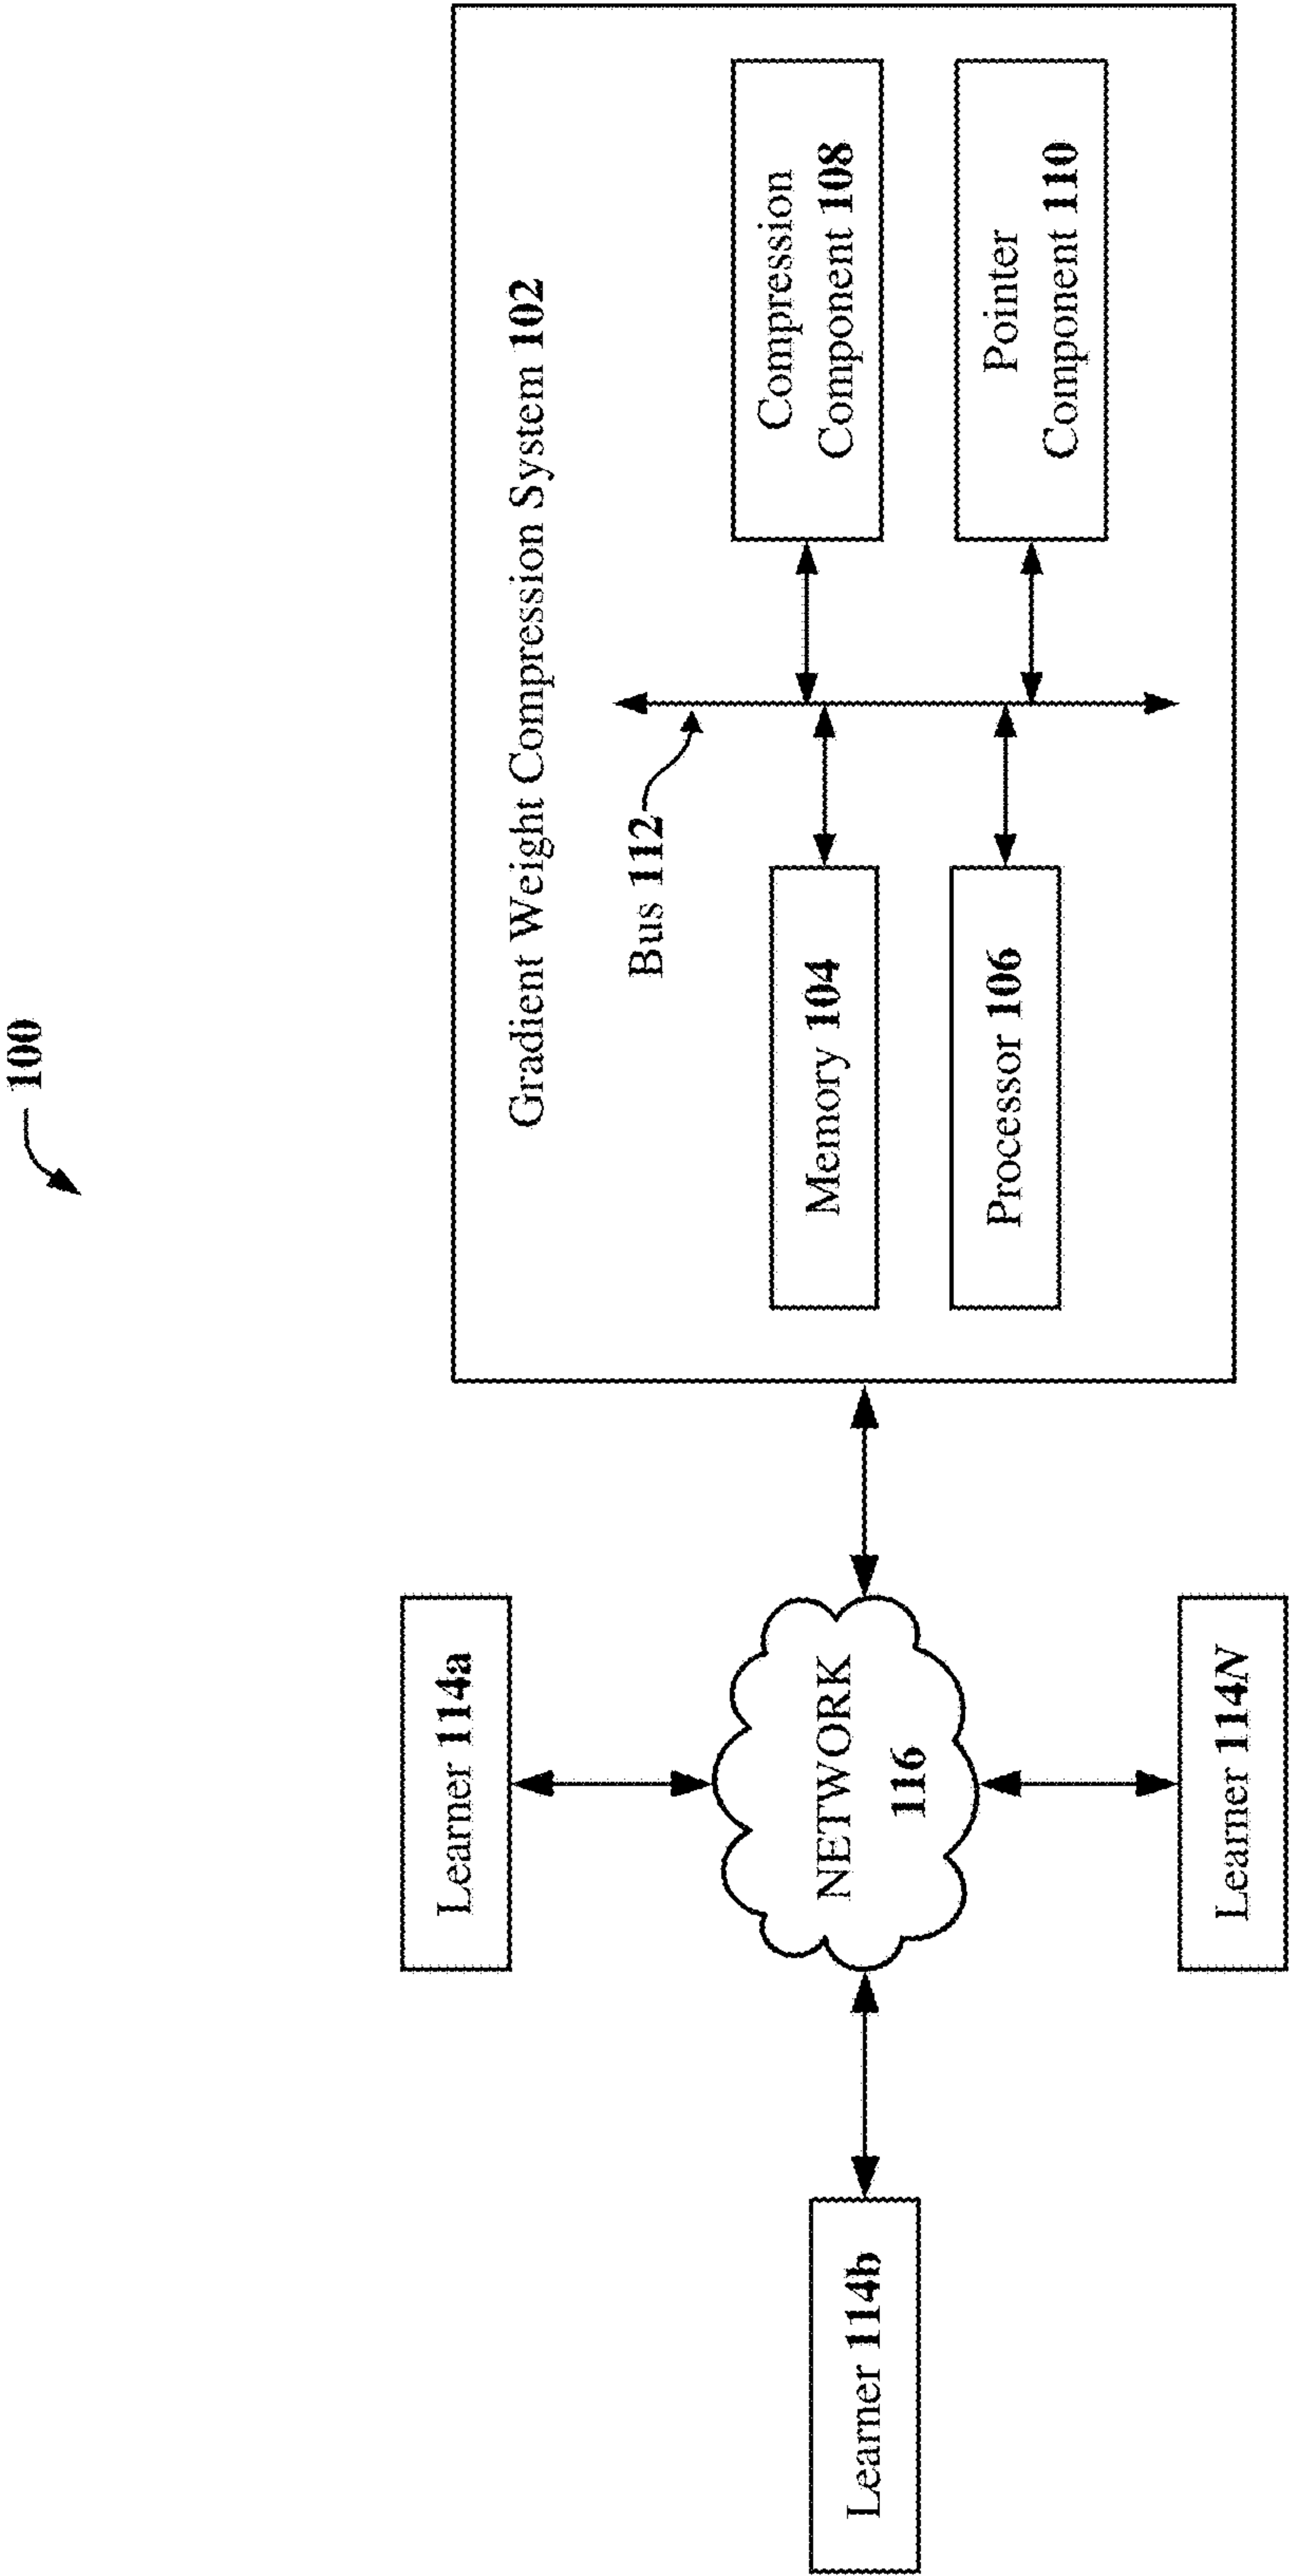 100
Gradient Weight Compression System 102
Bus 112
Memory 104
Compression
Component 108
Processor 106
Pointer
Component 110
Learner 114a
Learner 114b
NETWORK
116
Learner 114N